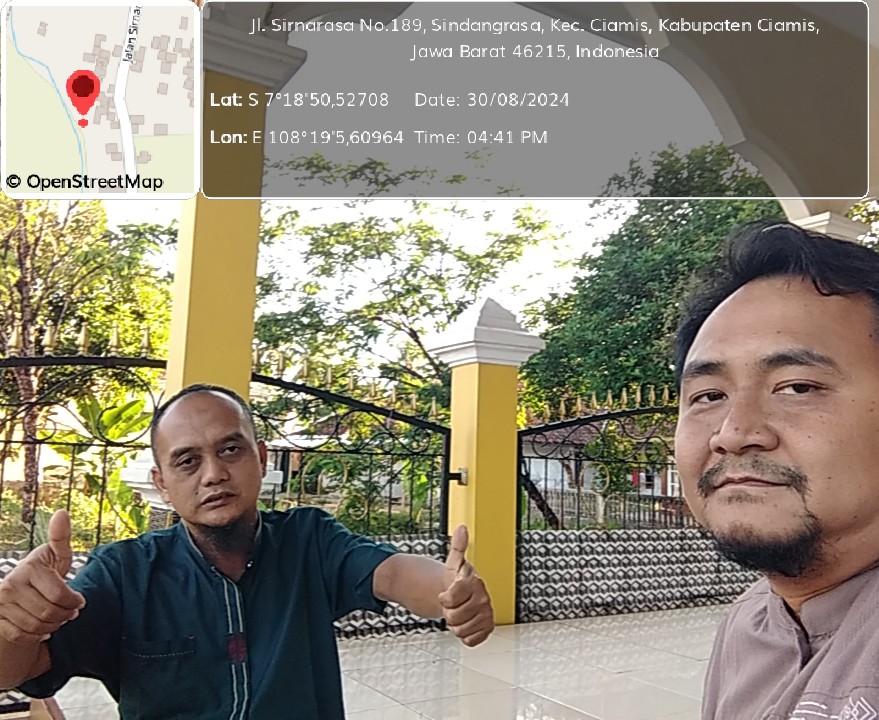 Jl. Sirnarasa No.189, Sindangrasa, Kec. Ciamis, Kabupaten Ciamis,
Jawa Barat 46215, Indonesia
Lat: S 7°18'50,52708 Date: 30/08/2024
Lon: E 108°19'5,60964 Time: 04:41 PM
Jalan Sirnar
© OpenStreetMap